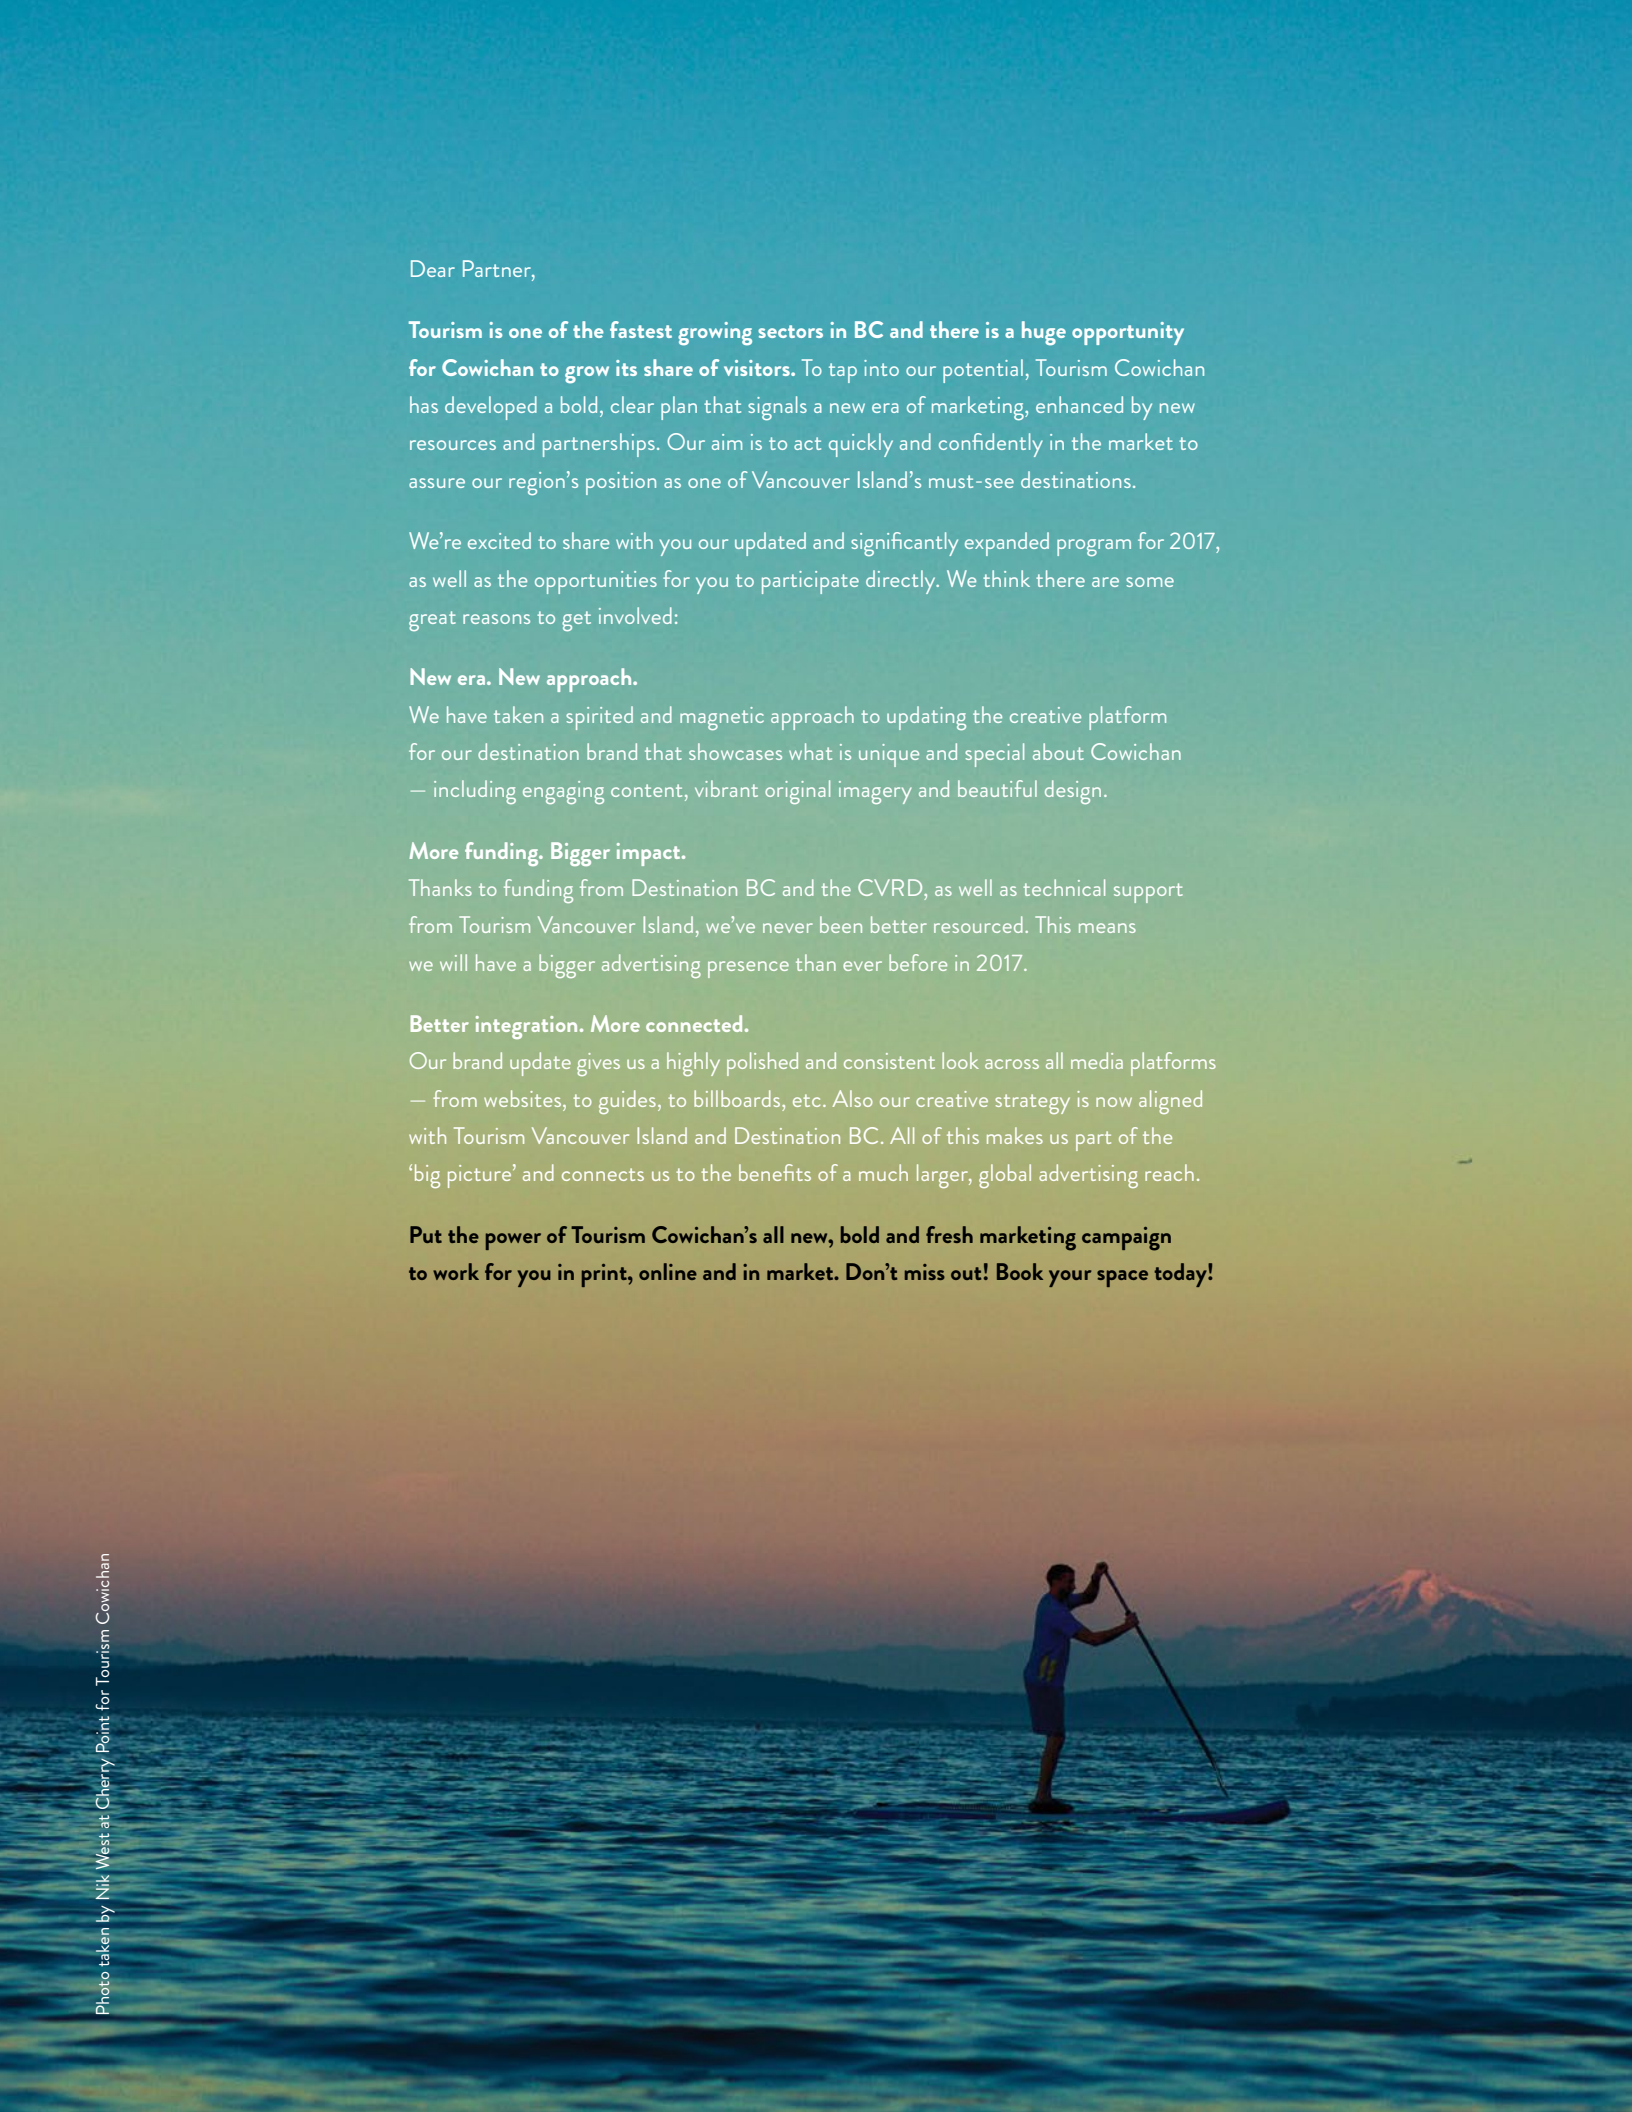 Dear Partner,
Tourism is one of the fastest growing sectors in BC and there is a huge opportunity
for Cowichan to grow its share of visitors. To tap into our potential, Tourism Cowichan
has developed a bold, clear plan that signals a new era of marketing, enhanced by new
resources and partnerships. Our aim is to act quickly and confidently in the market to
assure our region’s position as one of Vancouver Island’s must-see destinations.
We’re excited to share with you our updated and significantly expanded program for 2017,
as well as the opportunities for you to participate directly. We think there are some
great reasons to get involved:
New era. New approach.
We have taken a spirited and magnetic approach to updating the creative platform
for our destination brand that showcases what is unique and special about Cowichan
— including engaging content, vibrant original imagery and beautiful design.
More funding. Bigger impact.
Thanks to funding from Destination BC and the CVRD, as well as technical support
from Tourism Vancouver Island, we’ve never been better resourced. This means
we will have a bigger advertising presence than ever before in 2017.
Better integration. More connected.
Our brand update gives us a highly polished and consistent look across all media platforms
— from websites, to guides, to billboards, etc. Also our creative strategy is now aligned
with Tourism Vancouver Island and Destination BC. All of this makes us part of the
‘big picture’ and connects us to the benefits of a much larger, global advertising reach.
Put the power of Tourism Cowichan’s all new, bold and fresh marketing campaign
to work for you in print, online and in market. Don’t miss out! Book your space today!
Photo taken by Nik West at Cherry Point for Tourism Cowichan